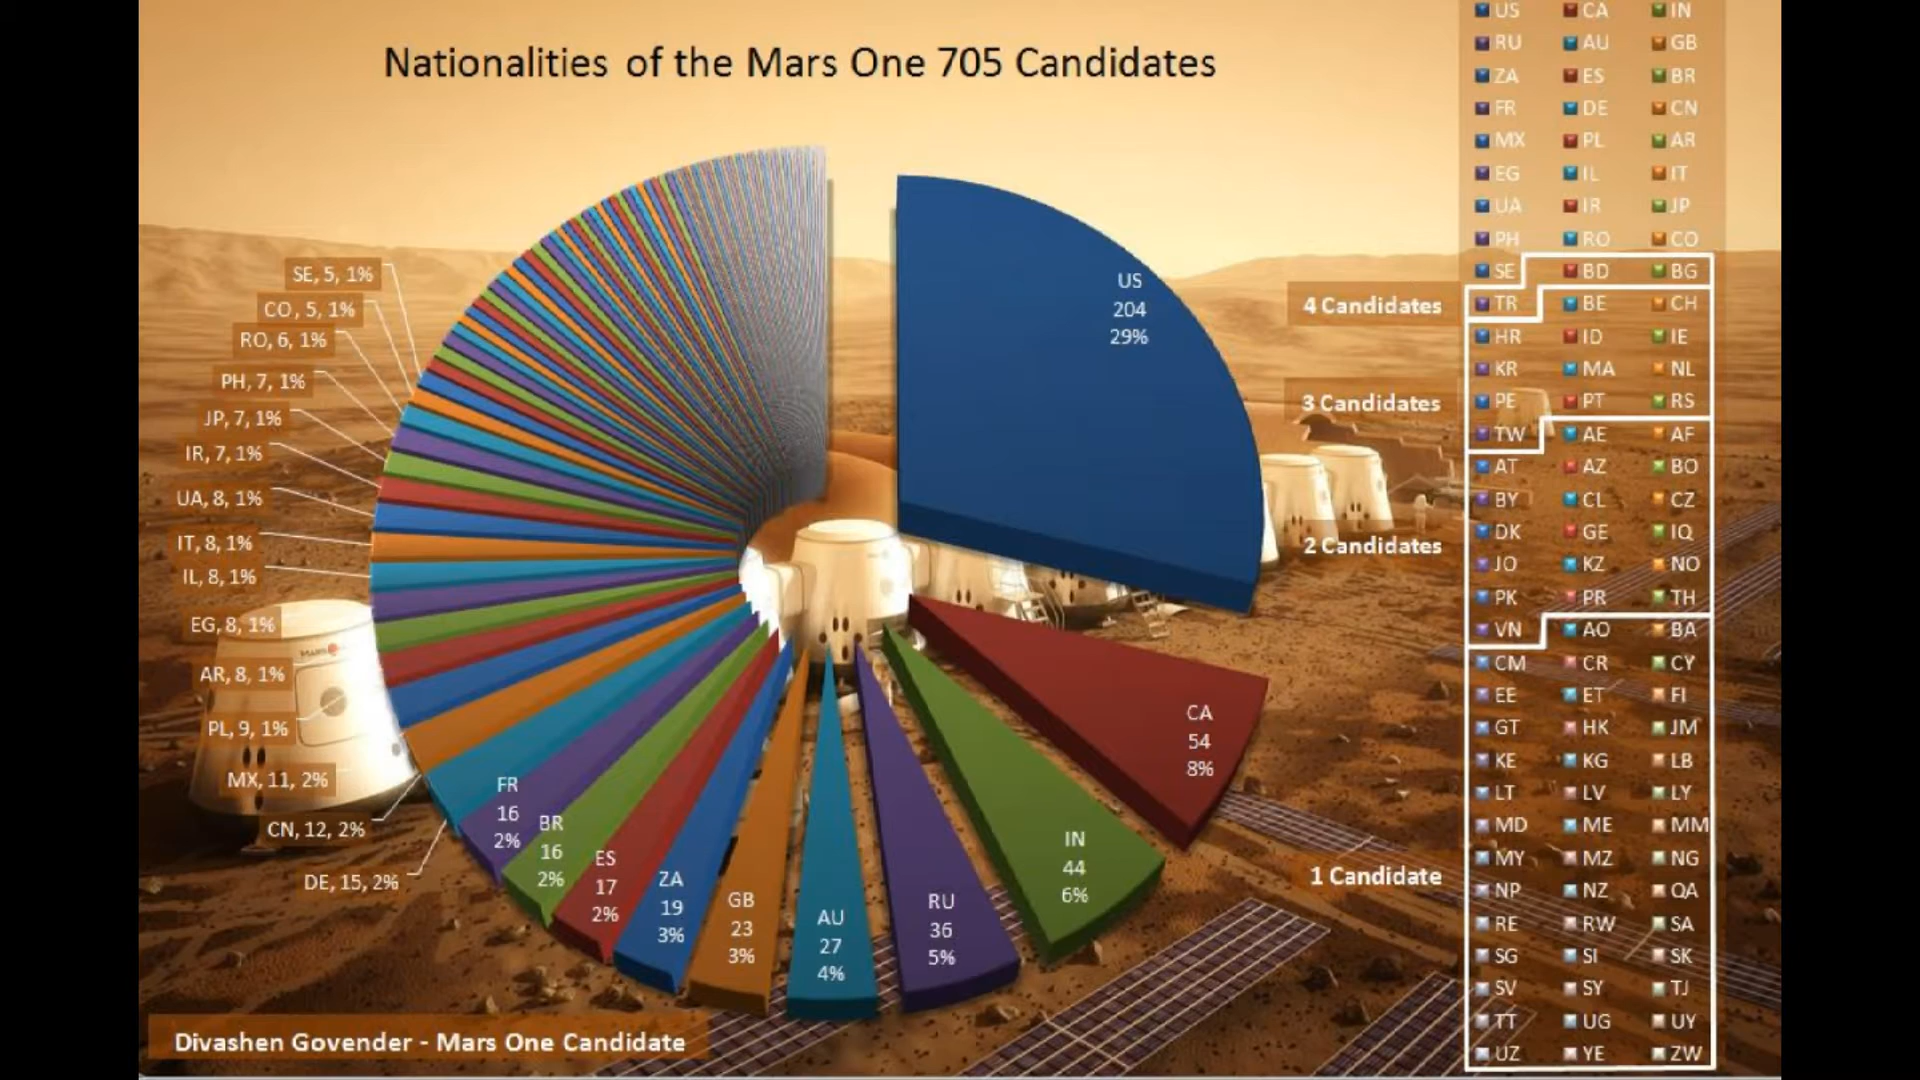 Nationalities of the Mars One 705 Candidates
US
204
29%
CA
54
8%
IN
44
6%
RU
36
5%
AU
27
4%
GB
23
3%
ZA
19
3%
ES
17
2%
BR
16
2%
FR
16
2%
DE, 15, 2%
CN, 12, 2%
MX, 11, 2%
PL, 9, 1%
AR, 8, 1%
EG, 8, 1%
IL, 8, 1%
IT, 8, 1%
UA, 8, 1%
IR, 7, 1%
JP, 7, 1%
PH, 7, 1%
RO, 6, 1%
CO, 5, 1%
SE, 5, 1%
US CA IN
RU AU GB
ZA ES BR
FR DE CN
MX PL AR
EG IL IT
UA IR JP
PH RO CO
SE BD BG
TR BE CH
HR ID IE
KR MA NL
PE PT RS
TW AE AF
AT AZ BO
BY CL CZ
DK GE IQ
JO KZ NO
PK PR TH
VN AO BA
CM CR CY
EE ET FI
GT HK JM
KE KG LB
LT LV LY
MD ME MM
MY MZ NG
NP NZ QA
RE RW SA
SG SI SK
SV SY TJ
TT UG UY
UZ YE ZW
4 Candidates
3 Candidates
2 Candidates
1 Candidate
Divashen Govender - Mars One Candidate